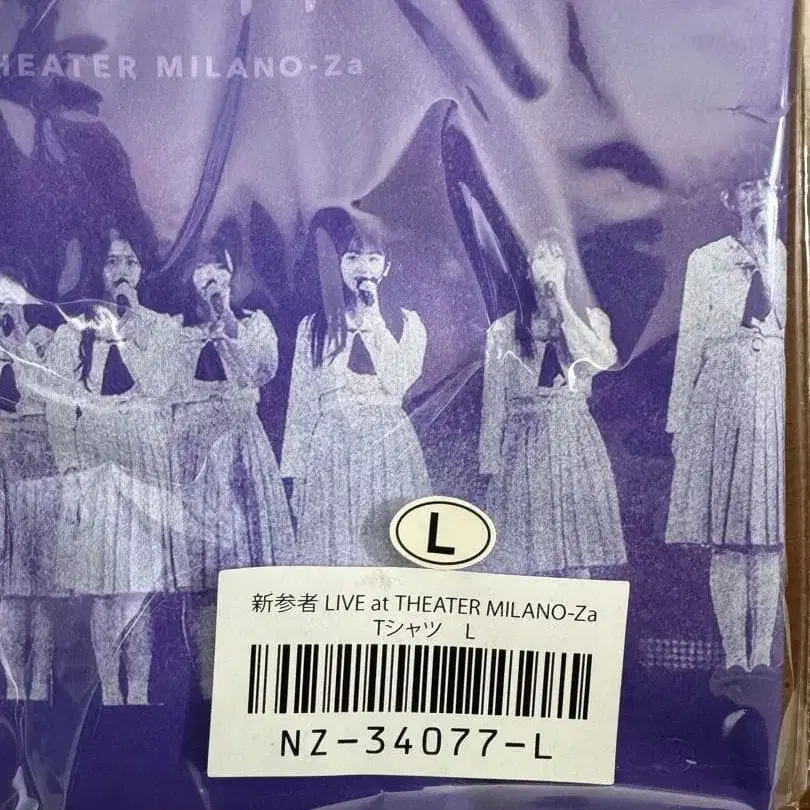 THEATER MILANO-Za
L
新参者 LIVE at THEATER MILANO-Za
Tシャツ L
NZ-34077-L